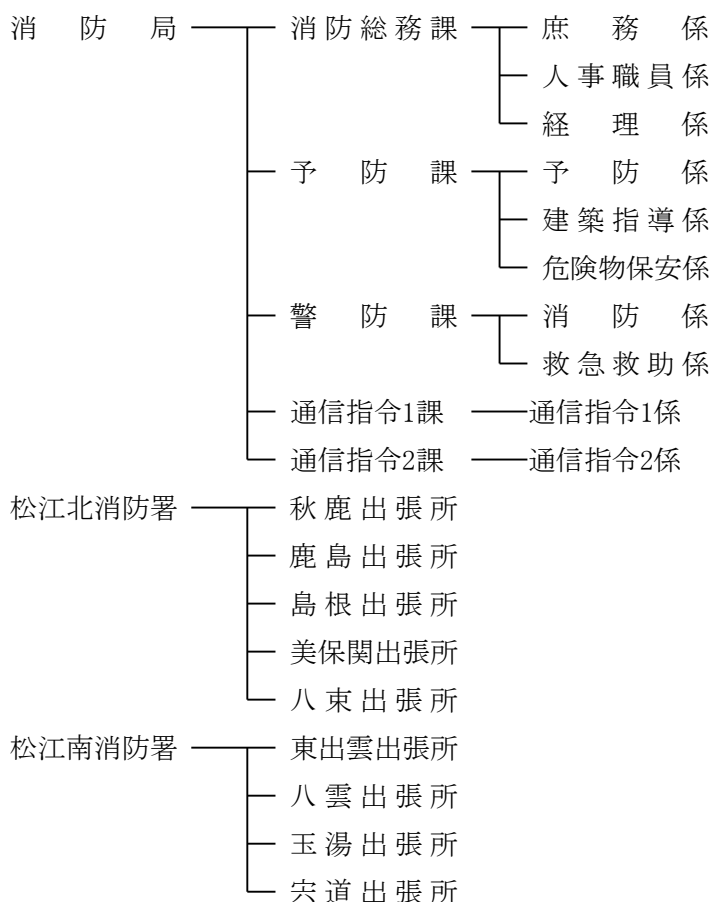 消防局 消防総務課 庶務係
人事職員係
経理係
予防課 予防係
建築指導係
危険物保安係
警防課 消防係
救急救助係
通信指令1課 通信指令1係
通信指令2課 通信指令2係
松江北消防署 秋鹿出張所
鹿島出張所
島根出張所
美保関出張所
八束出張所
松江南消防署 東出雲出張所
八雲出張所
玉湯出張所
宍道出張所